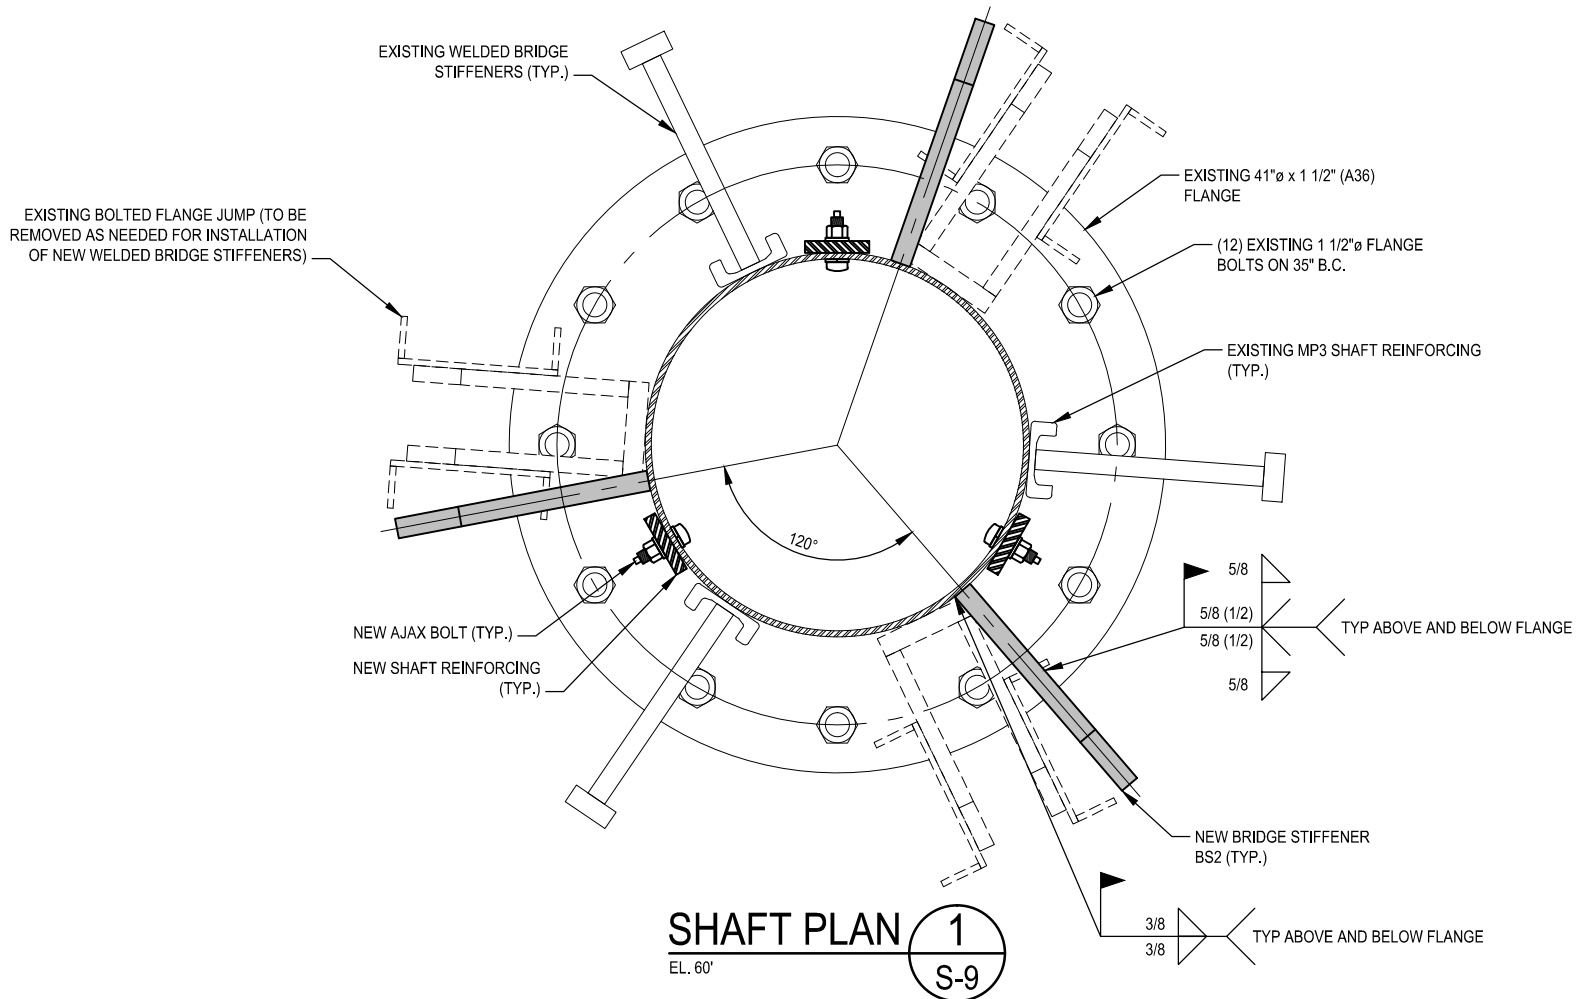 EXISTING WELDED BRIDGE
STIFFENERS (TYP.)
EXISTING BOLTED FLANGE JUMP (TO BE
REMOVED AS NEEDED FOR INSTALLATION
OF NEW WELDED BRIDGE STIFFENERS)
EXISTING 41"ø x 1 1/2" (A36)
FLANGE
(12) EXISTING 1 1/2"ø FLANGE
BOLTS ON 35" B.C.
EXISTING MP3 SHAFT REINFORCING
(TYP.)
120°
NEW AJAX BOLT (TYP.)
NEW SHAFT REINFORCING
(TYP.)
5/8
5/8 (1/2)
5/8 (1/2)
5/8
TYP ABOVE AND BELOW FLANGE
NEW BRIDGE STIFFENER
BS2 (TYP.)
3/8
3/8
TYP ABOVE AND BELOW FLANGE
SHAFT PLAN
EL. 60'
1
S-9